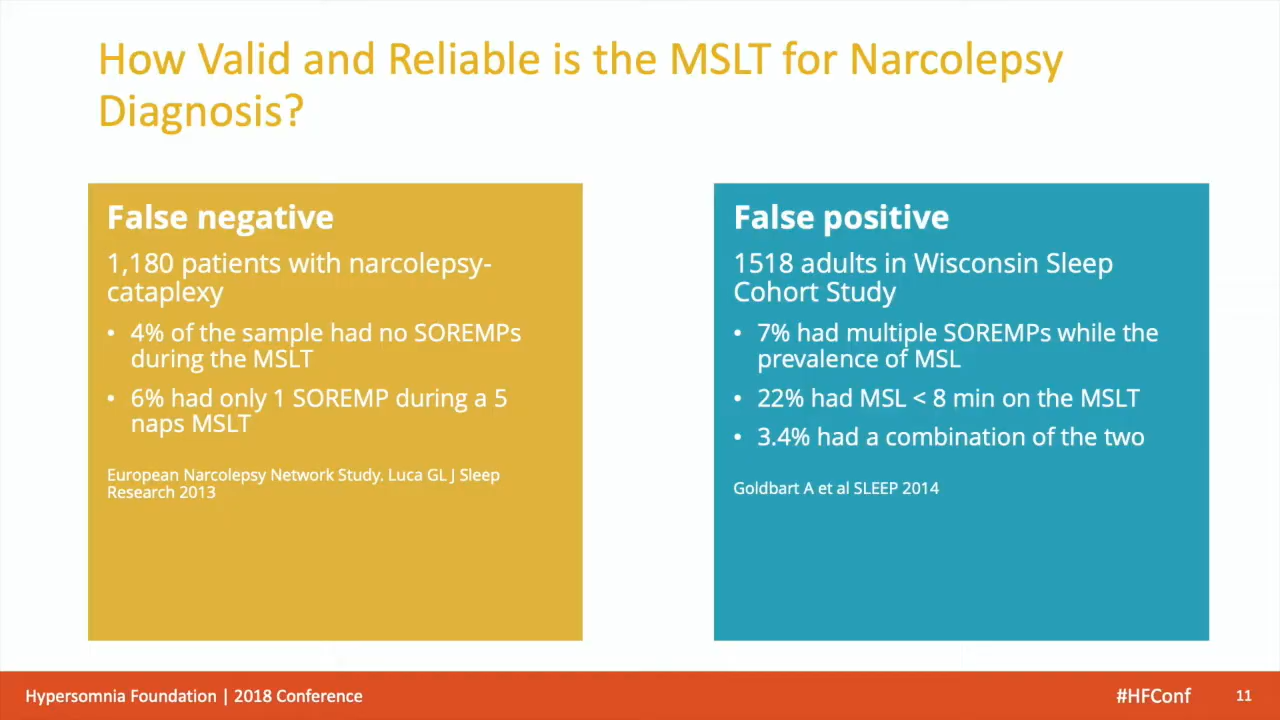 How Valid and Reliable is the MSLT for Narcolepsy
Diagnosis?
False negative
1,180 patients with narcolepsy-
cataplexy
• 4% of the sample had no SOREMPs
during the MSLT
• 6% had only 1 SOREMP during a 5
naps MSLT
European Narcolepsy Network Study. Luca GL J Sleep
Research 2013
False positive
1518 adults in Wisconsin Sleep
Cohort Study
• 7% had multiple SOREMPs while the
prevalence of MSL
• 22% had MSL < 8 min on the MSLT
• 3.4% had a combination of the two
Goldbart A et al SLEEP 2014
Hypersomnia Foundation | 2018 Conference
#HFConf
11